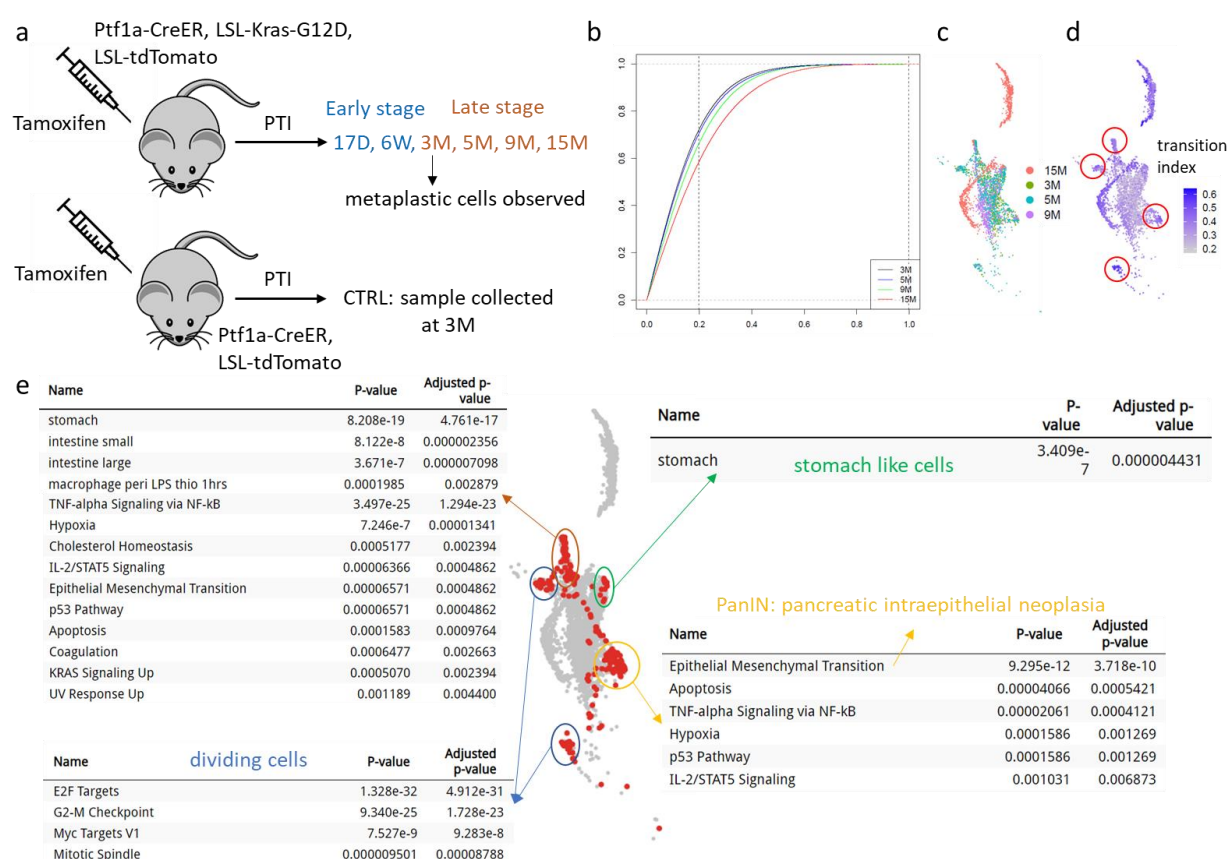 a
Ptf1a-CreER, LSL-Kras-G12D,
LSL-tdTomato
Tamoxifen
PTI
Early stage Late stage
17D, 6W, 3M, 5M, 9M, 15M
metaplastic cells observed
Tamoxifen
PTI
CTRL: sample collected
at 3M
Ptf1a-CreER,
LSL-tdTomato
b
1.0
0.8
0.6
0.4
0.2
0.0
0.0 0.2 0.4 0.6 0.8 1.0
3M
5M
9M
15M
c
15M
3M
5M
9M
d
transition
index
0.6
0.5
0.4
0.3
0.2
e
Name P-value Adjusted p-
value
stomach 8.208e-19 4.761e-17
intestine small 8.122e-8 0.000002356
intestine large 3.671e-7 0.000007098
macrophage peri LPS thio 1hrs 0.0001985 0.002879
TNF-alpha Signaling via NF-kB 3.497e-25 1.294e-23
Hypoxia 7.246e-7 0.00001341
Cholesterol Homeostasis 0.0005177 0.002394
IL-2/STAT5 Signaling 0.00006366 0.0004862
Epithelial Mesenchymal Transition 0.00006571 0.0004862
p53 Pathway 0.00006571 0.0004862
Apoptosis 0.0001583 0.0009764
Coagulation 0.0006477 0.002663
KRAS Signaling Up 0.0005070 0.002394
UV Response Up 0.001189 0.004400
Name P-
value Adjusted p-
value
stomach stomach like cells 3.409e-
7 0.000004431
PanIN: pancreatic intraepithelial neoplasia
Name P-value Adjusted
p-value
Epithelial Mesenchymal Transition 9.295e-12 3.718e-10
Apoptosis 0.00004066 0.0005421
TNF-alpha Signaling via NF-kB 0.00002061 0.0004121
Hypoxia 0.0001586 0.001269
p53 Pathway 0.0001586 0.001269
IL-2/STAT5 Signaling 0.001031 0.006873
Name dividing cells P-value Adjusted
p-value
E2F Targets 1.328e-32 4.912e-31
G2-M Checkpoint 9.340e-25 1.728e-23
Myc Targets V1 7.527e-9 9.283e-8
Mitotic Spindle 0.000009501 0.00008788